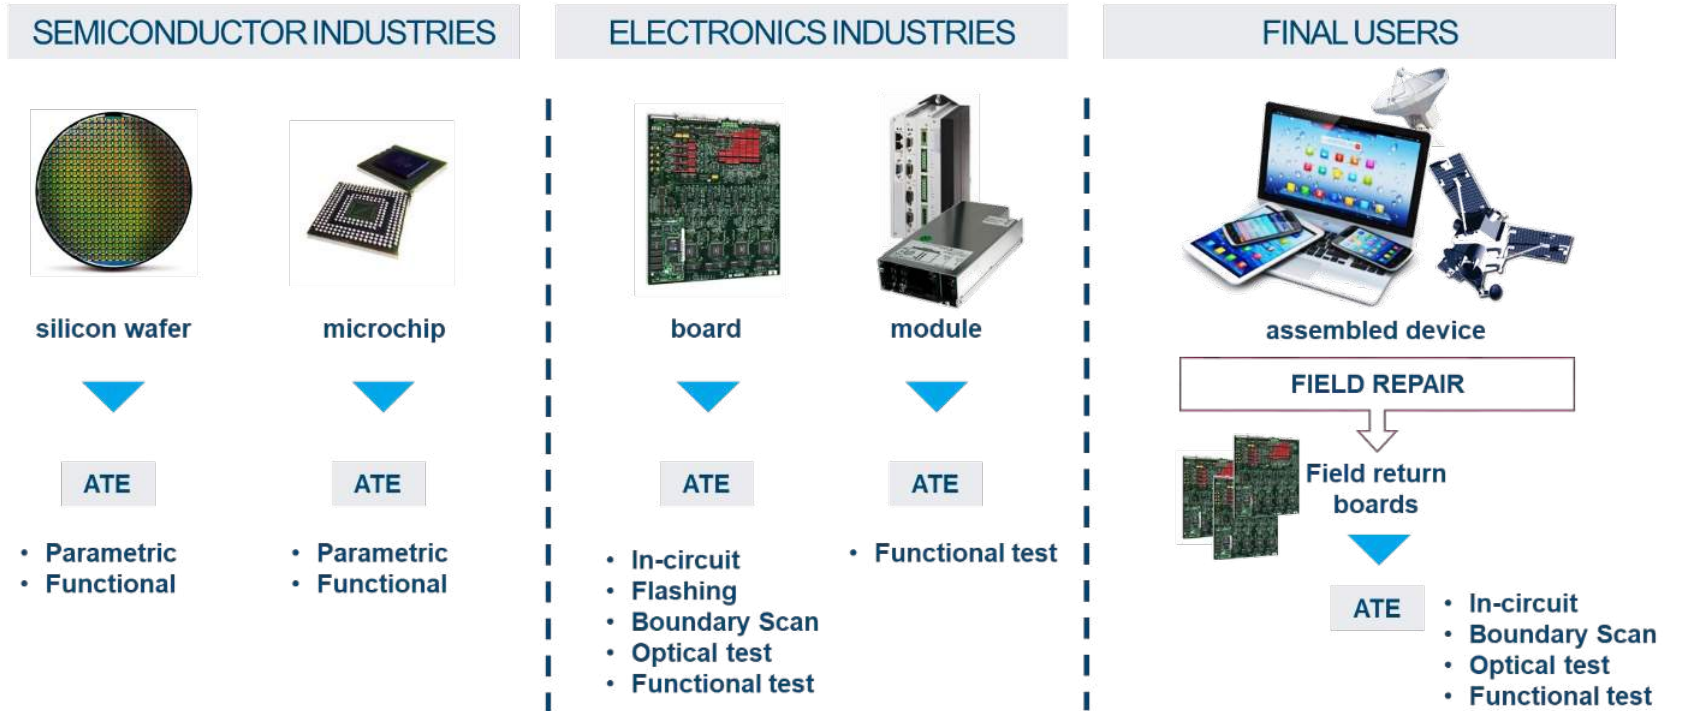 SEMICONDUCTOR INDUSTRIES
silicon wafer
microchip
ATE
ATE
• Parametric
• Functional
• Parametric
• Functional
ELECTRONICS INDUSTRIES
board
module
ATE
ATE
• In-circuit
• Flashing
• Boundary Scan
• Optical test
• Functional test
• Functional test
FINAL USERS
assembled device
FIELD REPAIR
Field return
boards
ATE
• In-circuit
• Boundary Scan
• Optical test
• Functional test